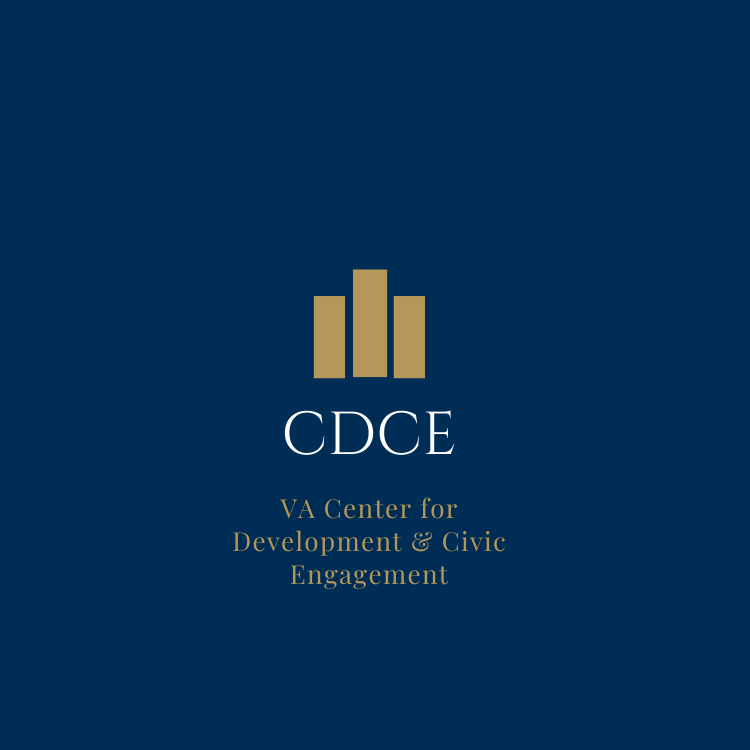 CDCE
VA Center for
Development & Civic
Engagement